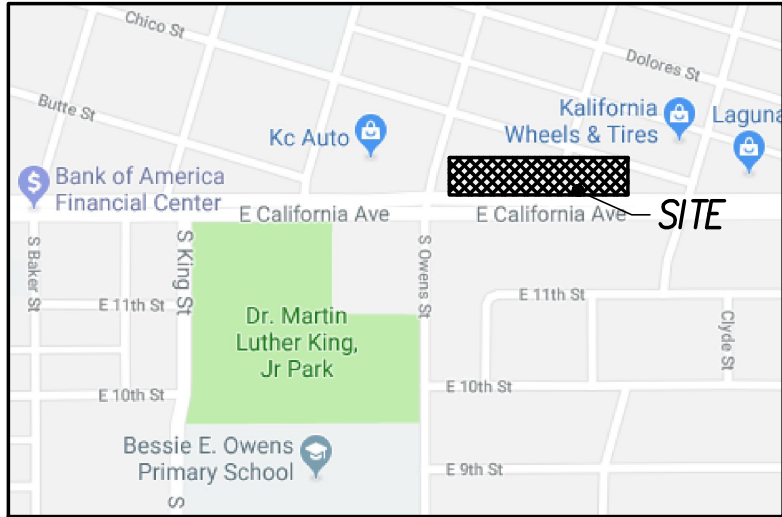 Chico St
Dolores St
Butte St
Kc Auto
Kalifornia
Wheels & Tires
Laguna
Bank of America
Financial Center
E California Ave
E California Ave
SITE
S Baker St
S King St
S Owens St
E 11th St
E 11th St
Dr. Martin
Luther King,
Jr Park
Clyde St
E 10th St
E 10th St
Bessie E. Owens
Primary School
E 9th St
S